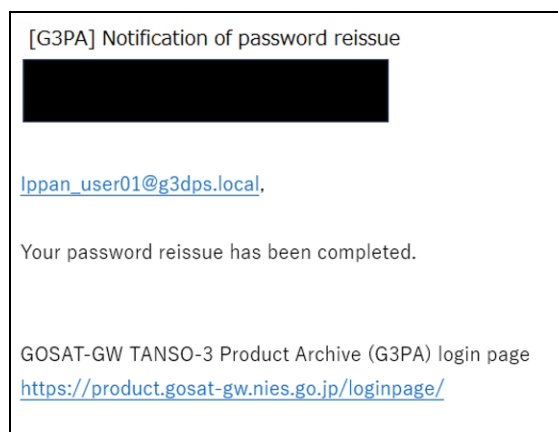 [G3PA] Notification of password reissue
Ippan_user01@g3dps.local,
Your password reissue has been completed.
GOSAT-GW TANSO-3 Product Archive (G3PA) login page
https://product.gosat-gw.nies.go.jp/loginpage/